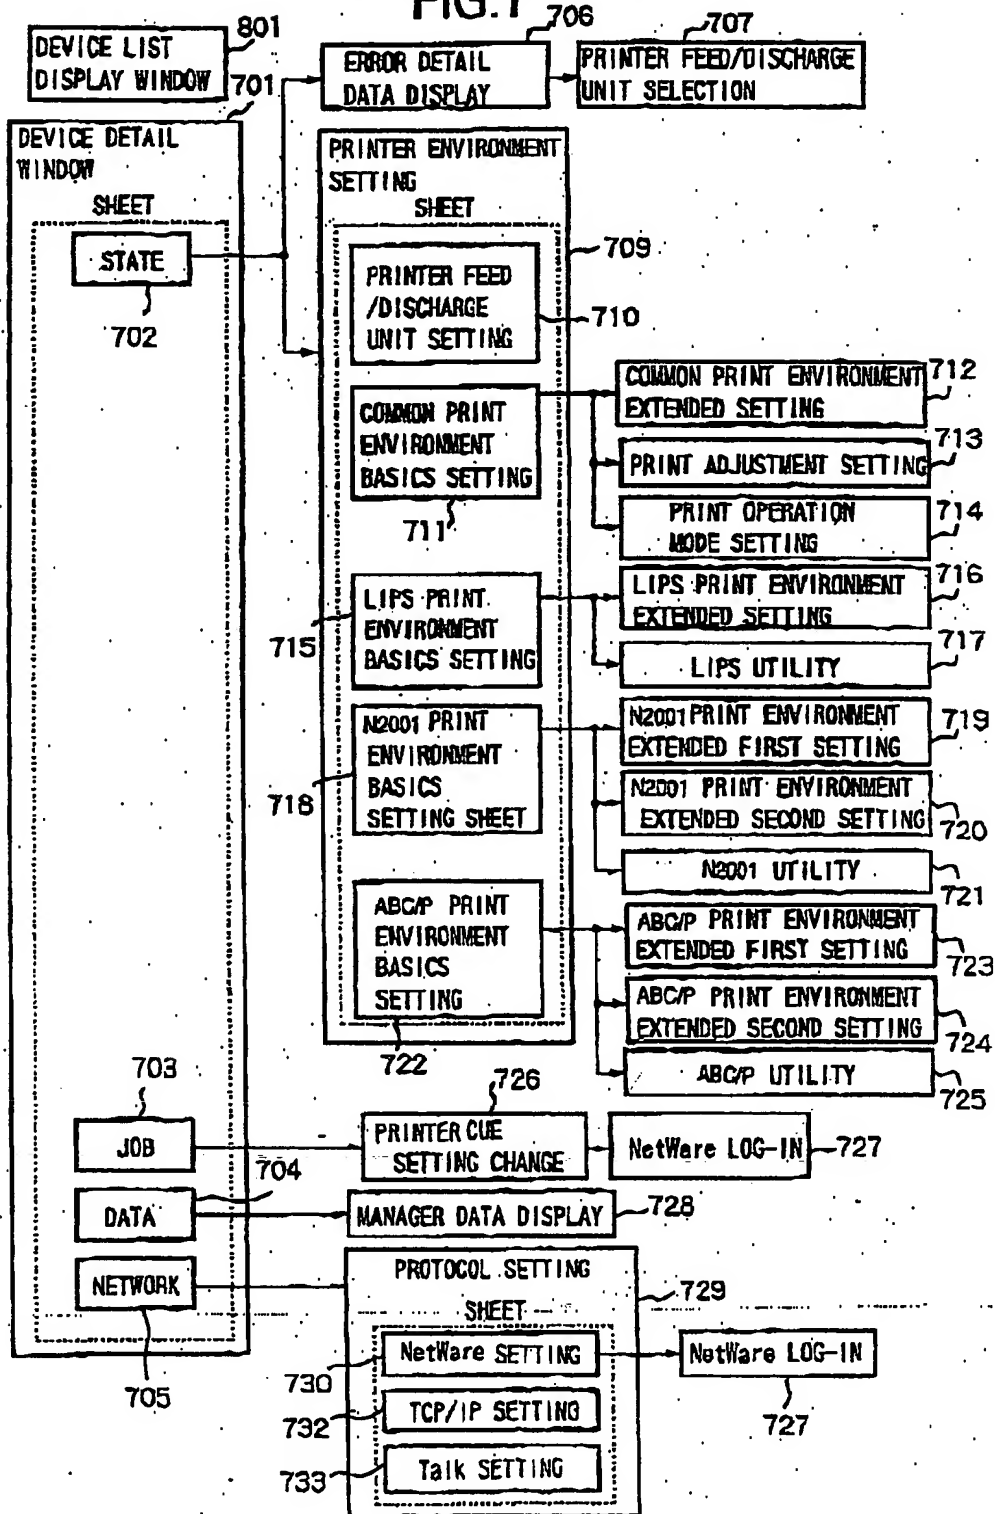 FIG. 7
DEVICE LIST
DISPLAY WINDOW
801
701
ERROR DETAIL
DATA DISPLAY
706
PRINTER FEED/DISCHARGE
UNIT SELECTION
707
DEVICE DETAIL
WINDOW
SHEET
STATE
702
PRINTER ENVIRONMENT
SETTING
SHEET
709
PRINTER FEED
/DISCHARGE
UNIT SETTING
710
COMMON PRINT
ENVIRONMENT
BASICS SETTING
711
COMMON PRINT ENVIRONMENT
EXTENDED SETTING
712
PRINT ADJUSTMENT SETTING
713
PRINT OPERATION
MODE SETTING
714
LIPS PRINT
ENVIRONMENT
BASICS SETTING
715
LIPS PRINT ENVIRONMENT
EXTENDED SETTING
716
LIPS UTILITY
717
N2001 PRINT
ENVIRONMENT
BASICS
SETTING SHEET
718
N2001 PRINT ENVIRONMENT
EXTENDED FIRST SETTING
719
N2001 PRINT ENVIRONMENT
EXTENDED SECOND SETTING
720
N2001 UTILITY
721
ABC/P PRINT
ENVIRONMENT
BASICS
SETTING
722
ABC/P PRINT ENVIRONMENT
EXTENDED FIRST SETTING
723
ABC/P PRINT ENVIRONMENT
EXTENDED SECOND SETTING
724
ABC/P UTILITY
725
703
JOB
726
PRINTER CUE
SETTING CHANGE
NetWare LOG-IN
727
704
DATA
MANAGER DATA DISPLAY
728
NETWORK
705
PROTOCOL SETTING
SHEET
729
NetWare SETTING
730
NetWare LOG-IN
727
TCP/IP SETTING
732
Talk SETTING
733